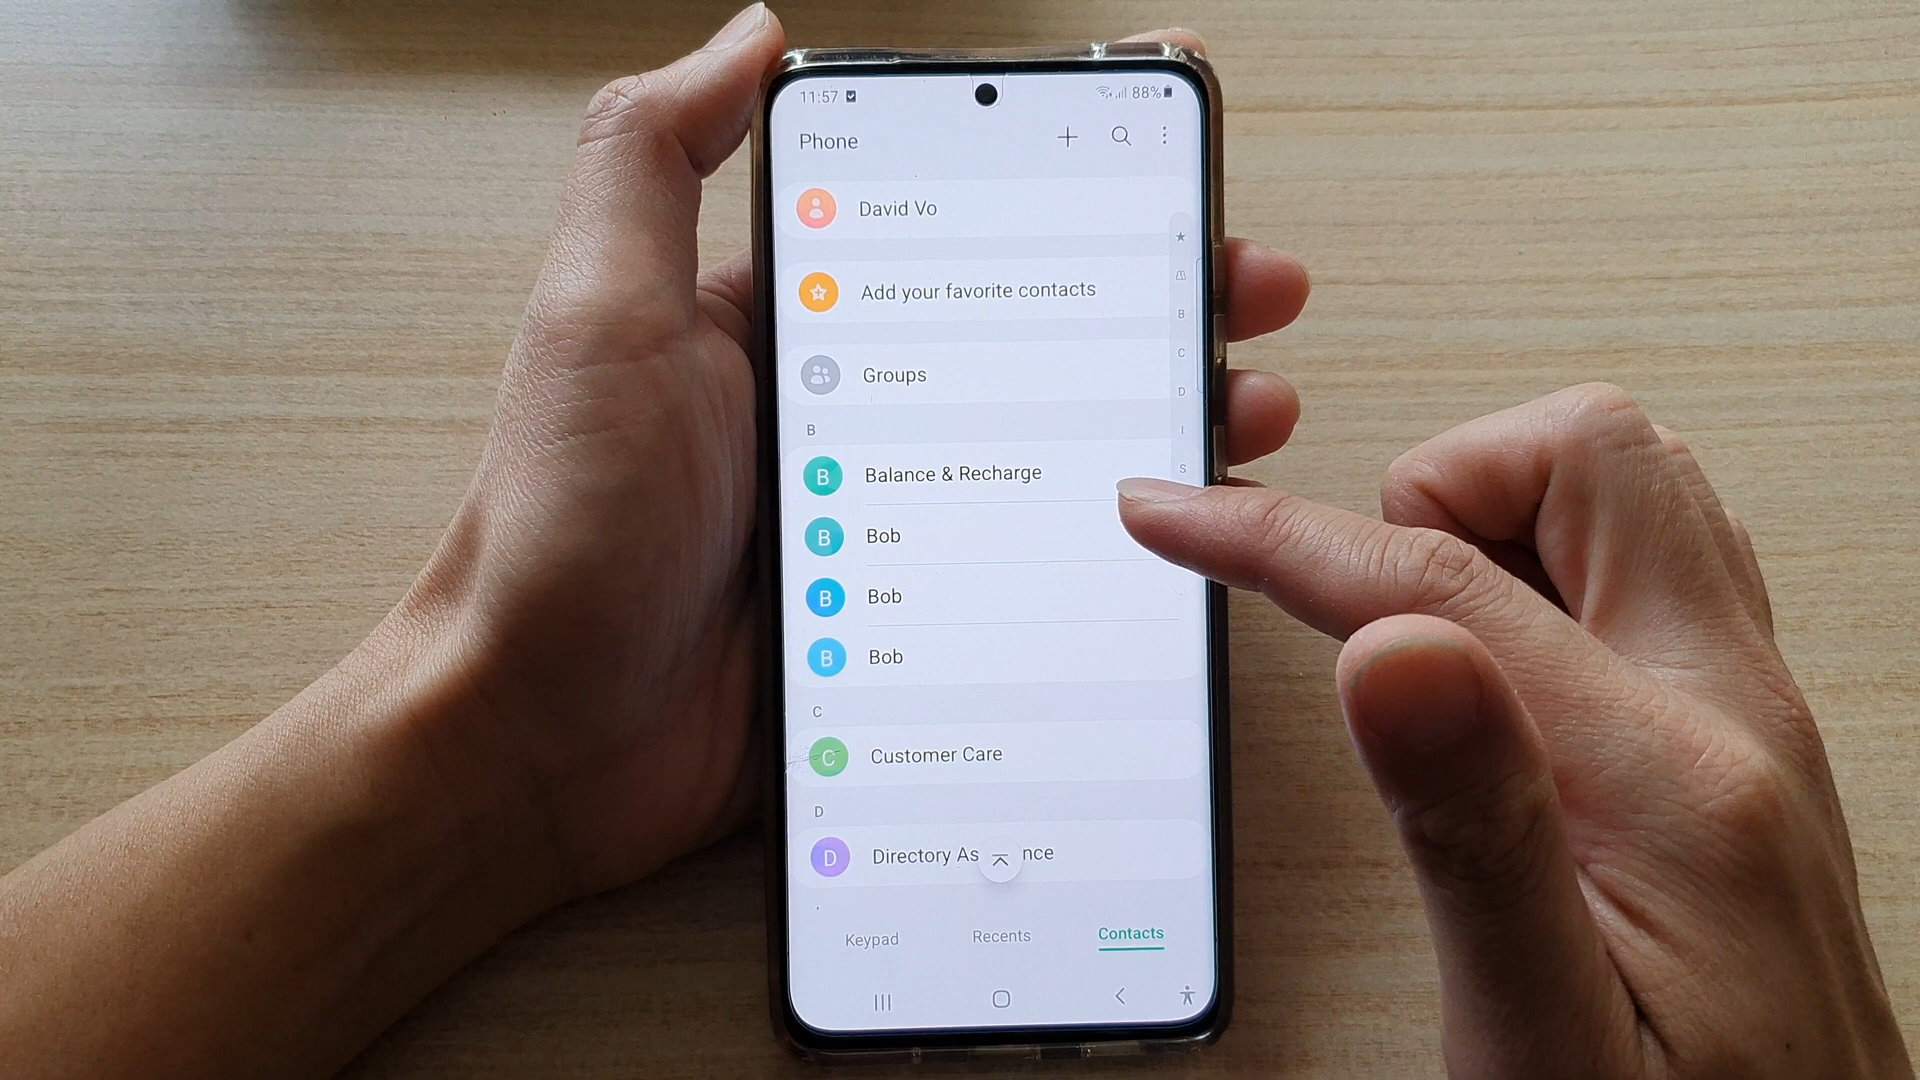 11:57
88%
Phone
David Vo
Add your favorite contacts
Groups
B
C
D
I
S
B
B Balance & Recharge
B Bob
B Bob
B Bob
C
C Customer Care
D
D Directory As nce
Keypad Recents Contacts